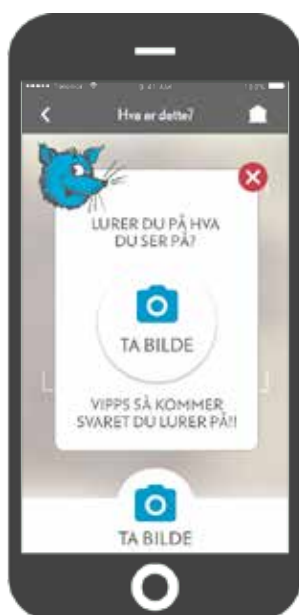 Hva er dette?
LURER DU PÅ HVA
DU SER PÅ?
TA BILDE
VIPPS SÅ KOMMER
SVARET DU LURER PÅ!!
TA BILDE